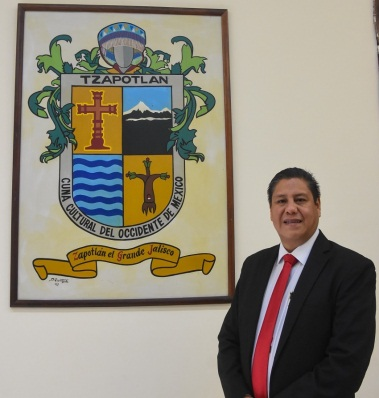 TZAPOTLAN
CUNA CULTURAL DEL OCCIDENTE DE MEXICO
Zapotlán el Grande Jalisco